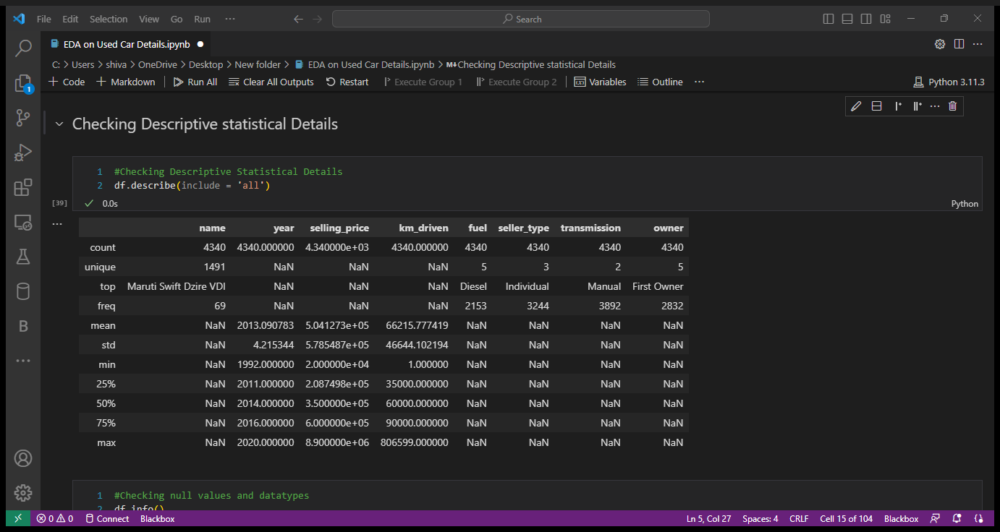 File Edit Selection View Go Run ··· Search
EDA on Used Car Details.ipynb
C: > Users > shiva > OneDrive > Desktop > New folder > EDA on Used Car Details.ipynb > M↓Checking Descriptive statistical Details
+ Code + Markdown Run All Clear All Outputs Restart Execute Group 1 Execute Group 2 Variables Outline ··· Python 3.11.3
1
Checking Descriptive statistical Details
1 #Checking Descriptive Statistical Details
2 df.describe(include = 'all')
[39] 0.0s Python
name year selling_price km_driven fuel seller_type transmission owner
count 4340 4340.000000 4.340000e+03 4340.000000 4340 4340 4340 4340
unique 1491 NaN NaN NaN 5 3 2 5
top Maruti Swift Dzire VDI NaN NaN NaN Diesel Individual Manual First Owner
freq 69 NaN NaN NaN 2153 3244 3892 2832
mean NaN 2013.090783 5.041273e+05 66215.777419 NaN NaN NaN NaN
std NaN 4.215344 5.785487e+05 46644.102194 NaN NaN NaN NaN
min NaN 1992.000000 2.000000e+04 1.000000 NaN NaN NaN NaN
25% NaN 2011.000000 2.087498e+05 35000.000000 NaN NaN NaN NaN
50% NaN 2014.000000 3.500000e+05 60000.000000 NaN NaN NaN NaN
75% NaN 2016.000000 6.000000e+05 90000.000000 NaN NaN NaN NaN
max NaN 2020.000000 8.900000e+06 806599.000000 NaN NaN NaN NaN
B
1 #Checking null values and datatypes
2 df.info()
0 0 Connect Blackbox Ln 5, Col 27 Spaces: 4 CRLF Cell 15 of 104 Blackbox